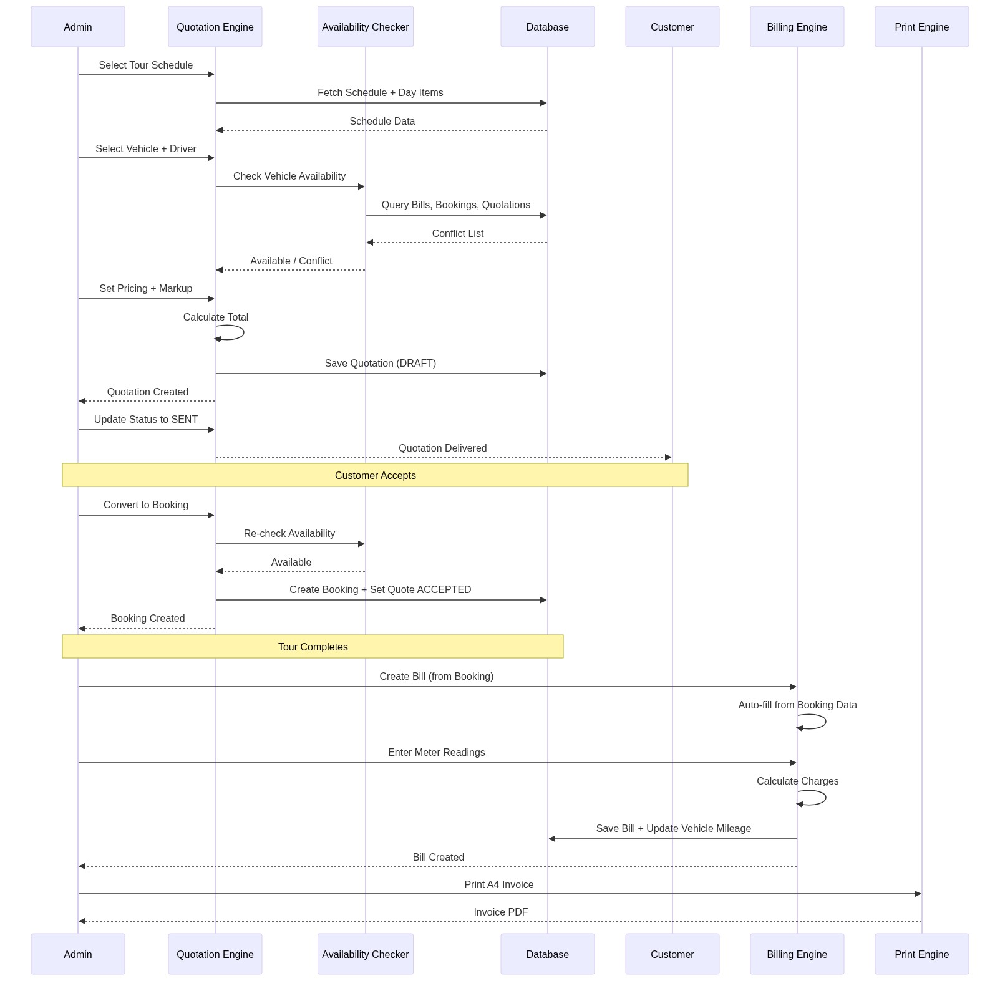 Admin
Quotation Engine
Availability Checker
Database
Customer
Billing Engine
Print Engine
Select Tour Schedule
Fetch Schedule + Day Items
Schedule Data
Select Vehicle + Driver
Check Vehicle Availability
Query Bills, Bookings, Quotations
Conflict List
Available / Conflict
Set Pricing + Markup
Calculate Total
Save Quotation (DRAFT)
Quotation Created
Update Status to SENT
Quotation Delivered
Customer Accepts
Convert to Booking
Re-check Availability
Available
Create Booking + Set Quote ACCEPTED
Booking Created
Tour Completes
Create Bill (from Booking)
Auto-fill from Booking Data
Enter Meter Readings
Calculate Charges
Save Bill + Update Vehicle Mileage
Bill Created
Print A4 Invoice
Invoice PDF
Admin
Quotation Engine
Availability Checker
Database
Customer
Billing Engine
Print Engine